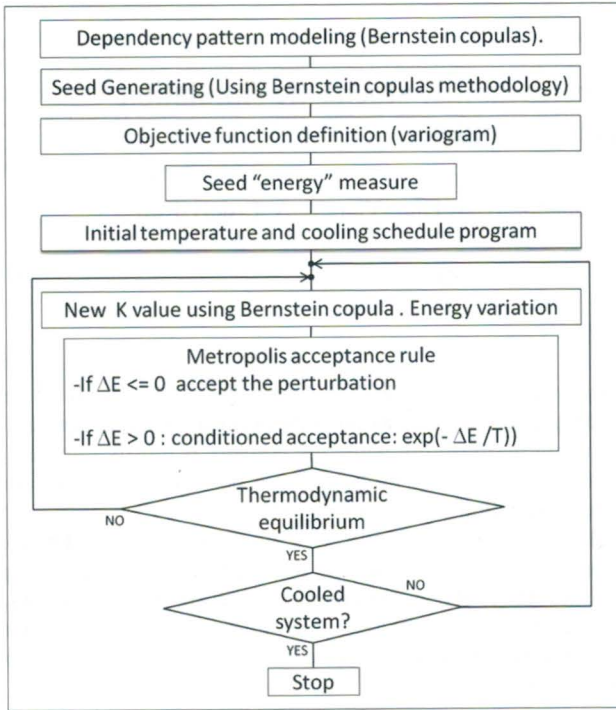 Dependency pattern modeling (Bernstein copulas).
Seed Generating (Using Bernstein copulas methodology)
Objective function definition (variogram)
Seed “energy” measure
Initial temperature and cooling schedule program
New K value using Bernstein copula . Energy variation
Metropolis acceptance rule
-If ΔE <= 0 accept the perturbation
-If ΔE > 0 : conditioned acceptance: exp(- ΔE /T))
Thermodynamic
equilibrium
NO
YES
Cooled
system?
NO
YES
Stop